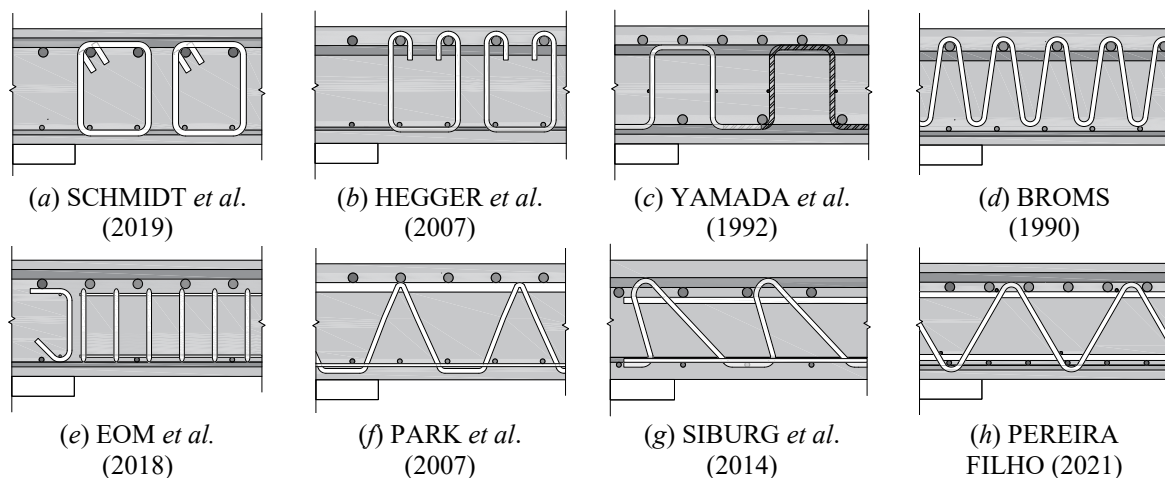 (a) SCHMIDT et al.
(2019)
(b) HEGGER et al.
(2007)
(c) YAMADA et al.
(1992)
(d) BROMS
(1990)
(e) EOM et al.
(2018)
(f) PARK et al.
(2007)
(g) SIBURG et al.
(2014)
(h) PEREIRA
FILHO (2021)